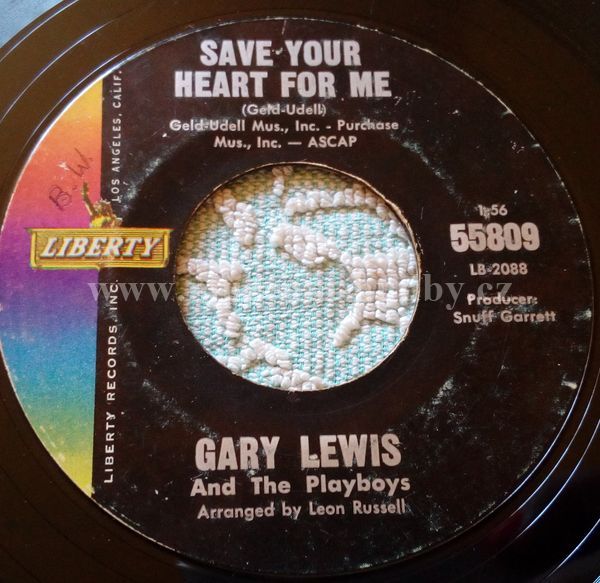 SAVE YOUR
HEART FOR ME
(Geld-Udell)
Geld-Udell Mus., Inc. - Purchase
Mus., Inc. — ASCAP
1:56
55809
LB-2088
Producer:
Snuff Garrett
B.W.
LIBERTY
LIBERTY RECORDS, INC.
LOS ANGELES, CALIF.
GARY LEWIS
And The Playboys
Arranged by Leon Russell